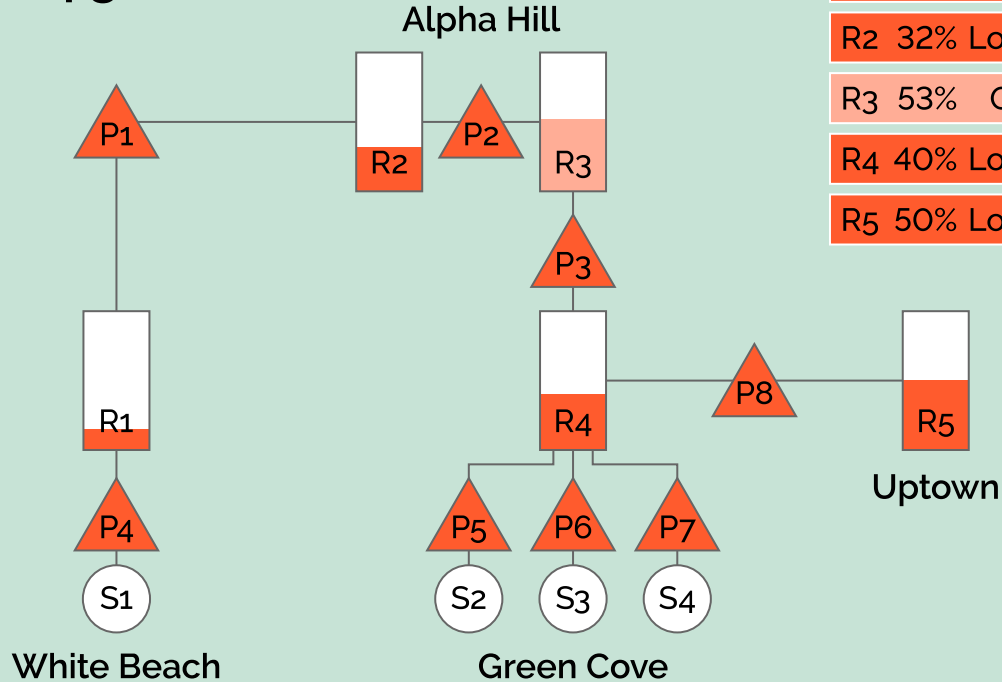 Alpha Hill
R2 32%
R3 53%
R4 40%
R5 50%
P1
R2
P2
R3
P3
R1
R4
P8
R5
Uptown
P4
P5
P6
P7
S1
S2
S3
S4
White Beach
Green Cove